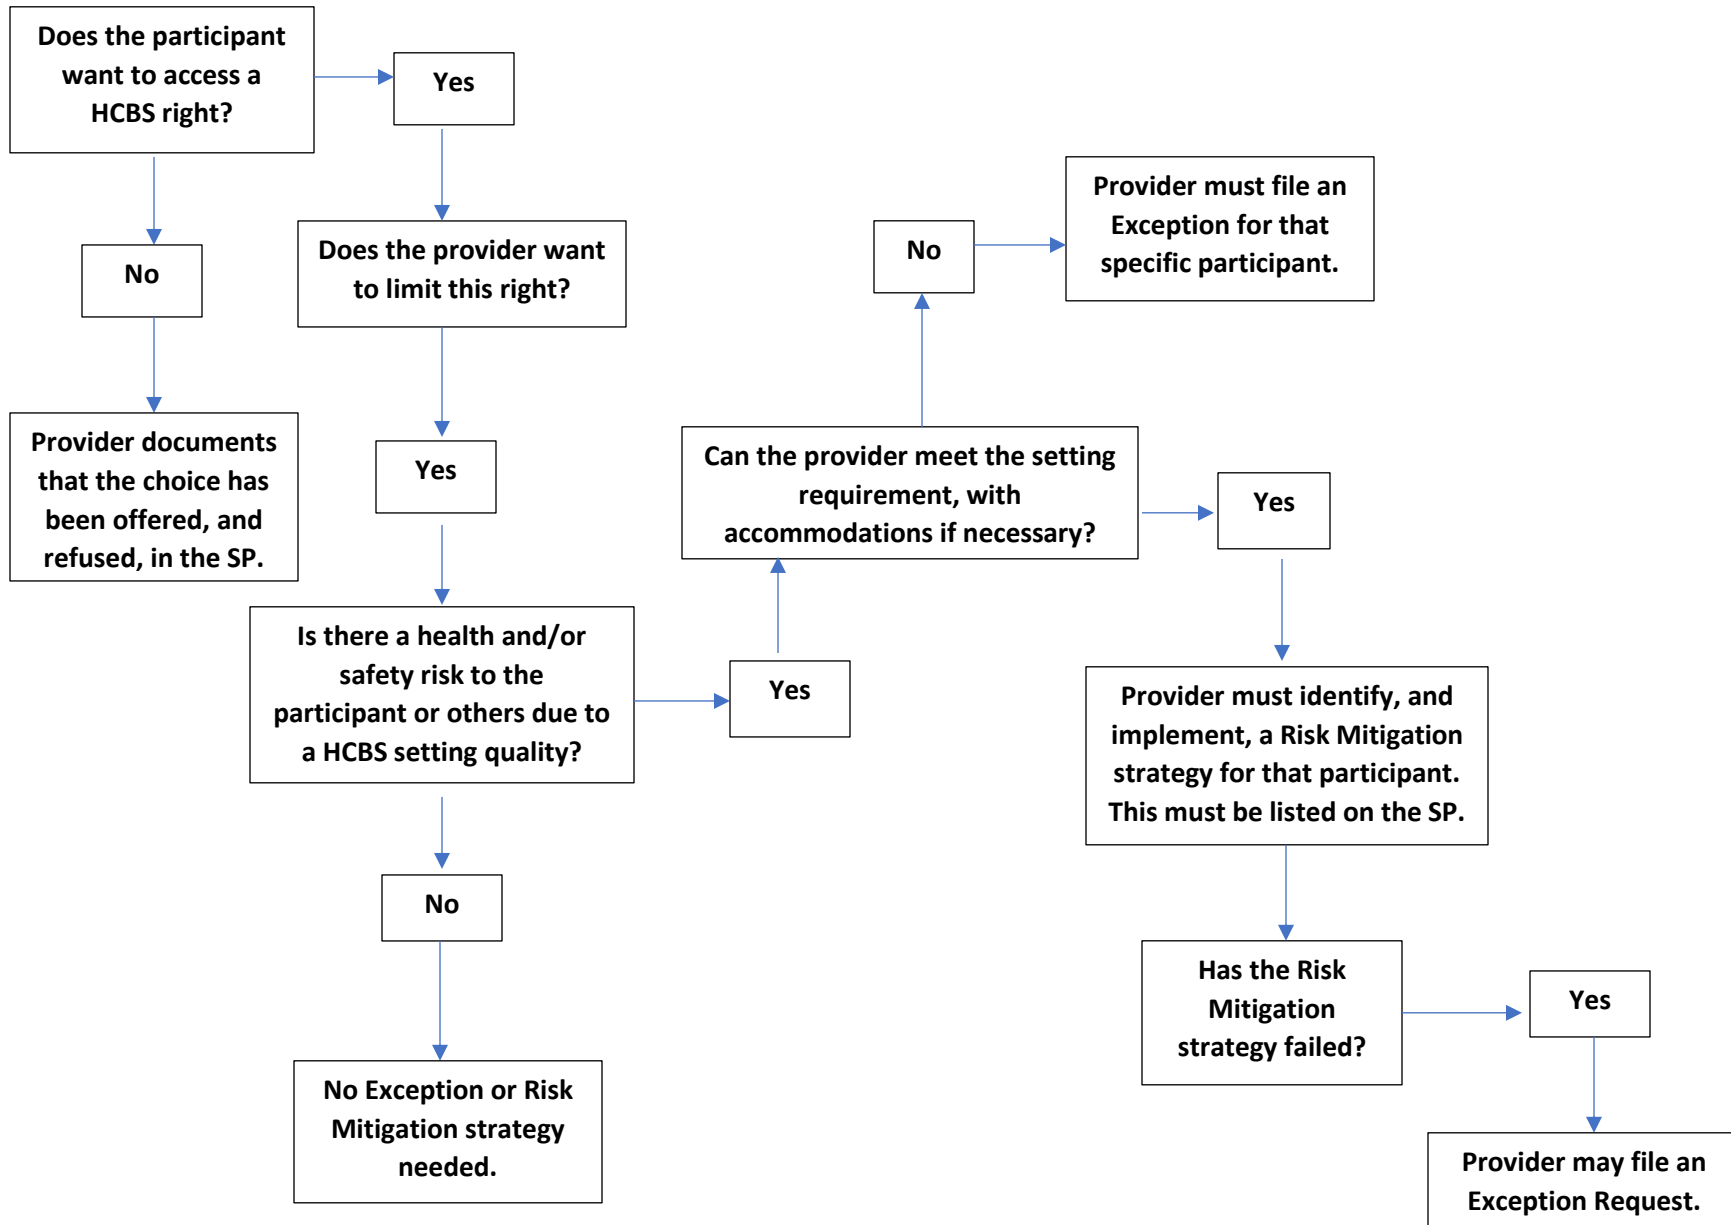 Does the participant
want to access a
HCBS right?
Yes
No
Provider documents
that the choice has
been offered, and
refused, in the SP.
Does the provider want
to limit this right?
Yes
Is there a health and/or
safety risk to the
participant or others due to
a HCBS setting quality?
No
No Exception or Risk
Mitigation strategy
needed.
Yes
Can the provider meet the setting
requirement, with
accommodations if necessary?
No
Provider must file an
Exception for that
specific participant.
Yes
Provider must identify, and
implement, a Risk Mitigation
strategy for that participant.
This must be listed on the SP.
Has the Risk
Mitigation
strategy failed?
Yes
Provider may file an
Exception Request.